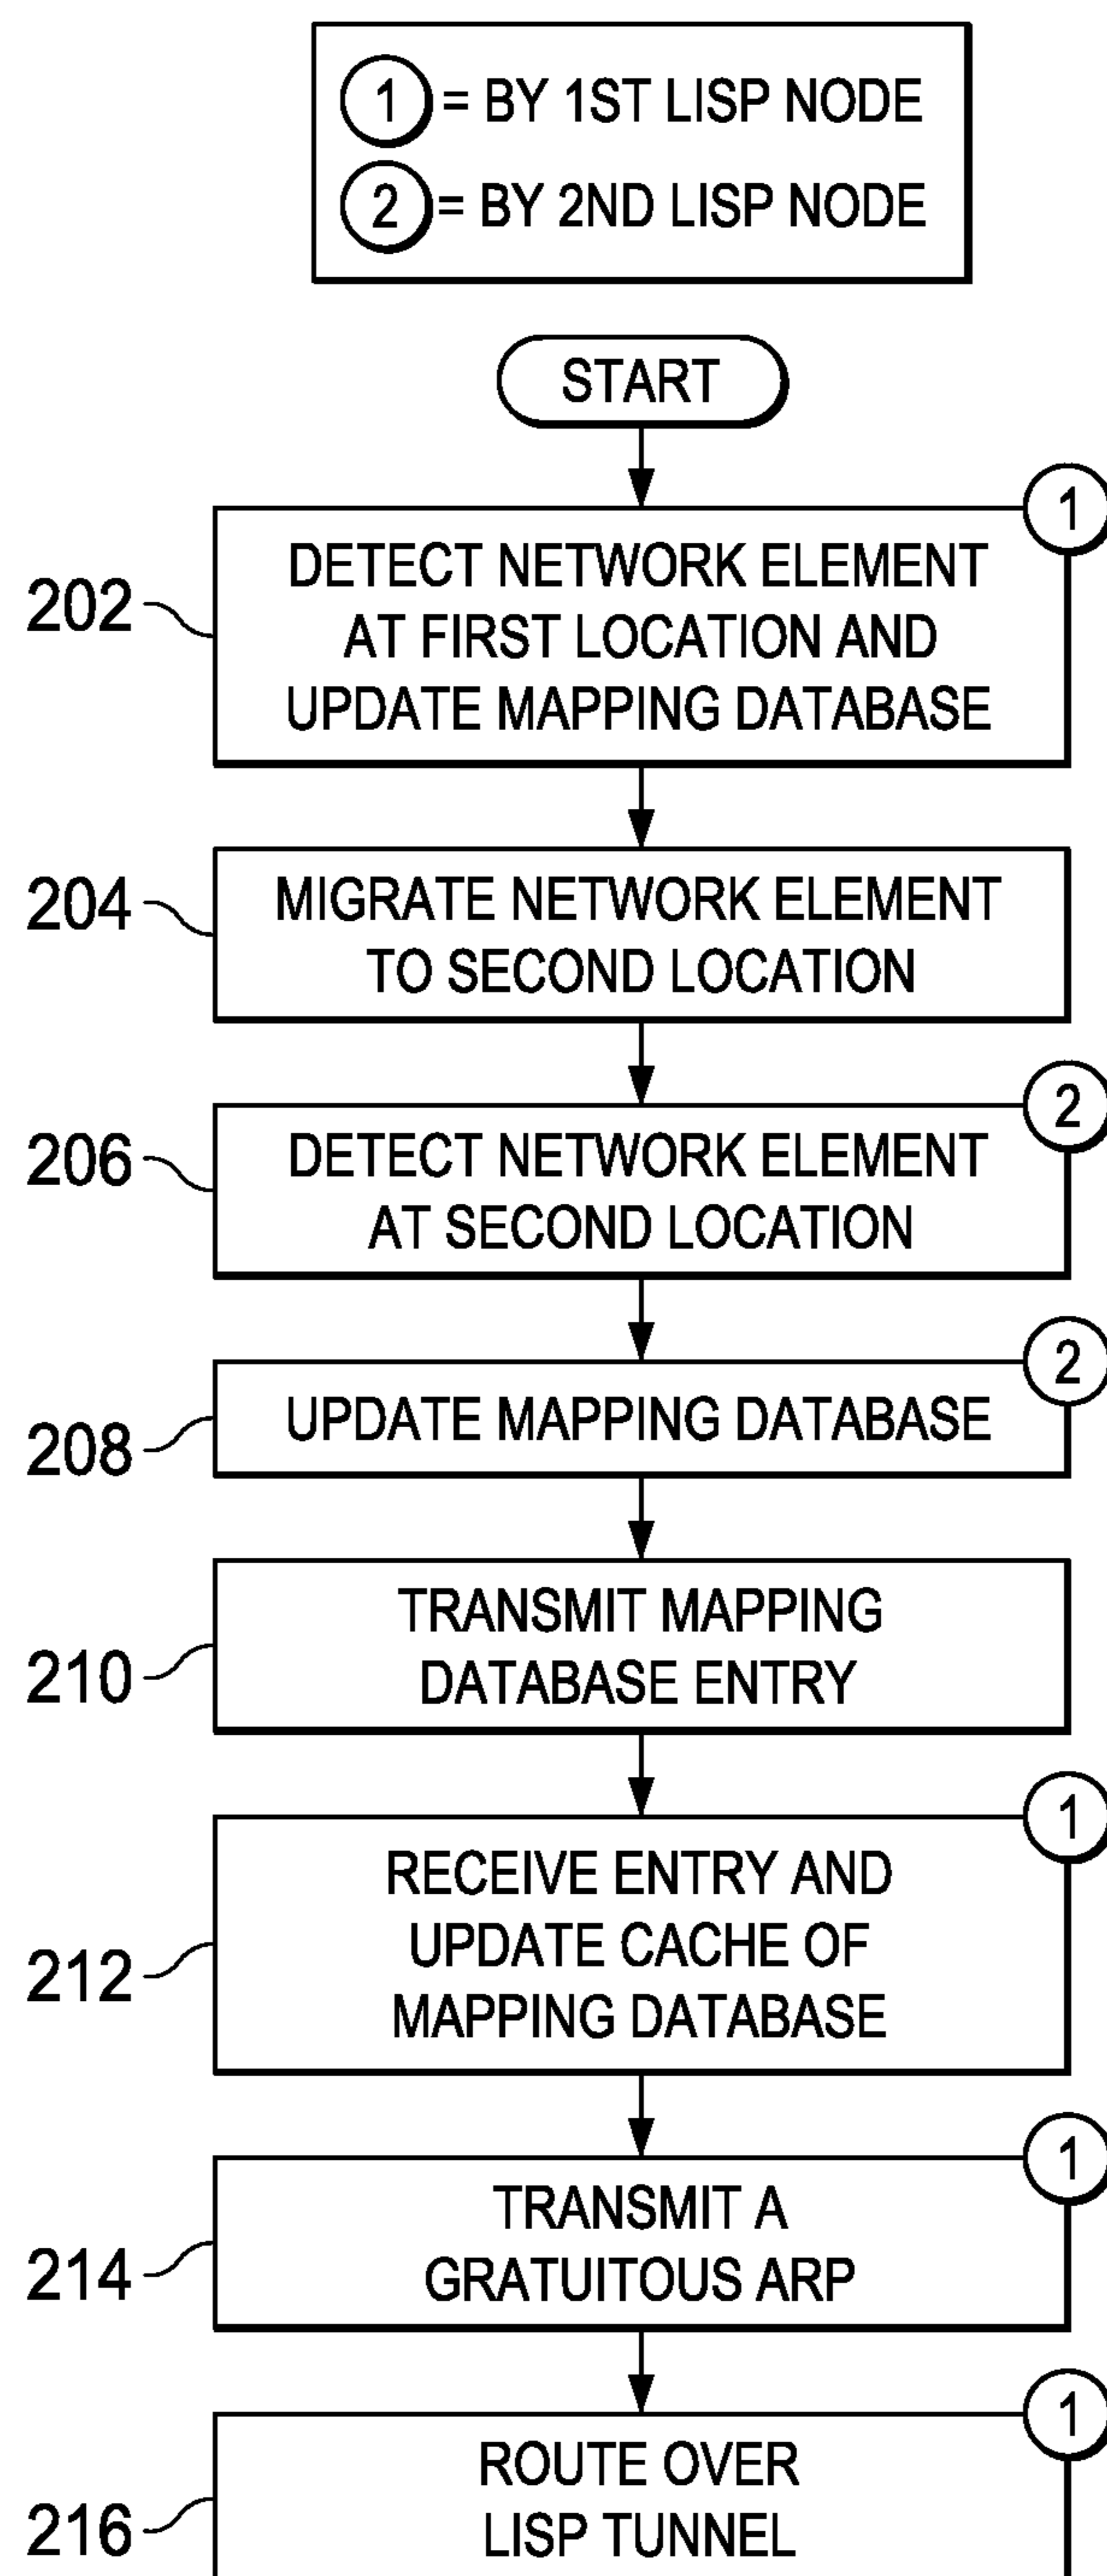 1 = BY 1ST LISP NODE
2 = BY 2ND LISP NODE
START
1
202
DETECT NETWORK ELEMENT
AT FIRST LOCATION AND
UPDATE MAPPING DATABASE
204
MIGRATE NETWORK ELEMENT
TO SECOND LOCATION
2
206
DETECT NETWORK ELEMENT
AT SECOND LOCATION
2
208
UPDATE MAPPING DATABASE
210
TRANSMIT MAPPING
DATABASE ENTRY
1
212
RECEIVE ENTRY AND
UPDATE CACHE OF
MAPPING DATABASE
1
214
TRANSMIT A
GRATUITOUS ARP
1
216
ROUTE OVER
LISP TUNNEL